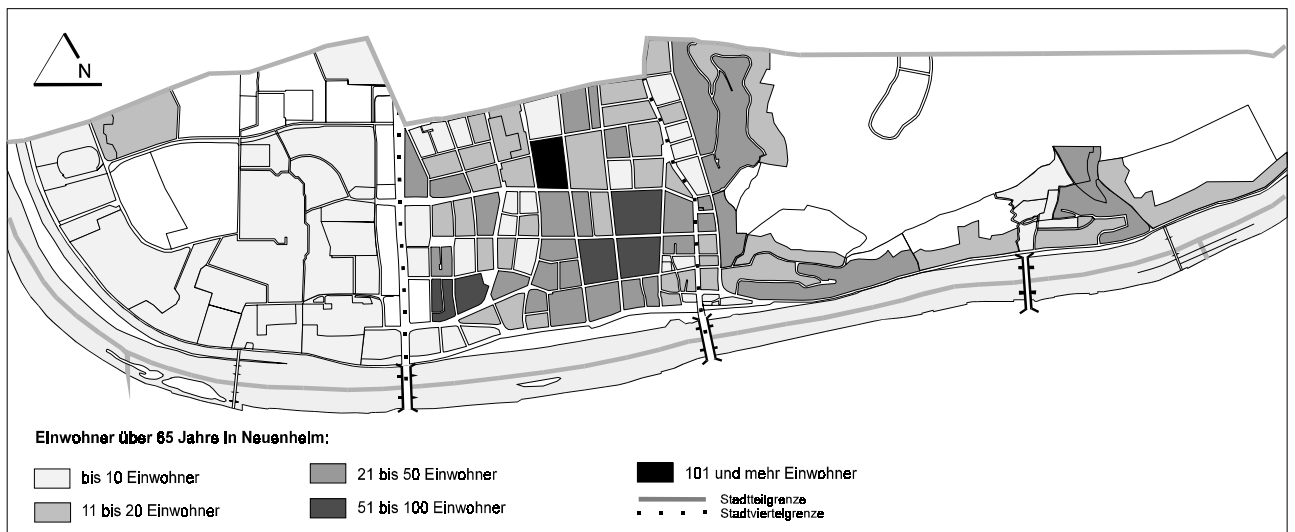 N
Einwohner über 65 Jahre in Neuenheim:
bis 10 Einwohner
11 bis 20 Einwohner
21 bis 50 Einwohner
51 bis 100 Einwohner
101 und mehr Einwohner
Stadtteilgrenze
Stadtviertelgrenze